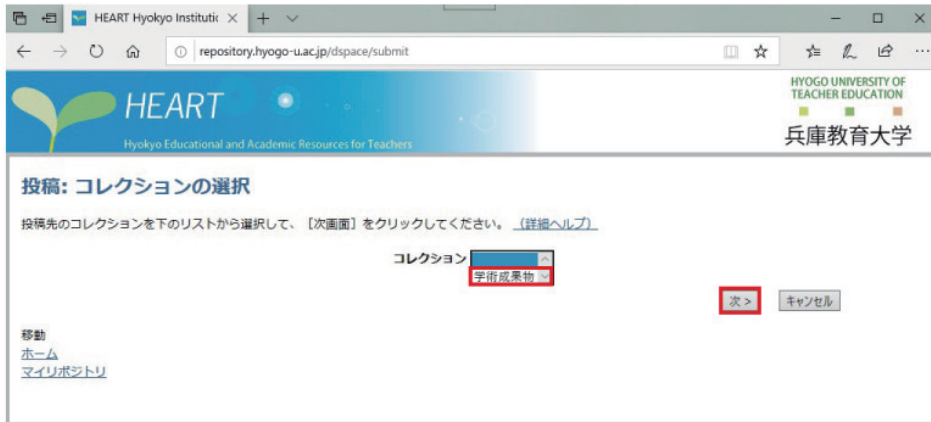 HEART Hyokyo Institutic
repository.hyogo-u.ac.jp/dspace/submit
HEART
Hyokyo Educational and Academic Resources for Teachers
HYOGO UNIVERSITY OF
TEACHER EDUCATION
兵庫教育大学
投稿: コレクションの選択
投稿先のコレクションを下のリストから選択して、［次画面］をクリックしてください。 （詳細ヘルプ）
コレクション
学術成果物
次 > キャンセル
移動
ホーム
マイリポジトリ